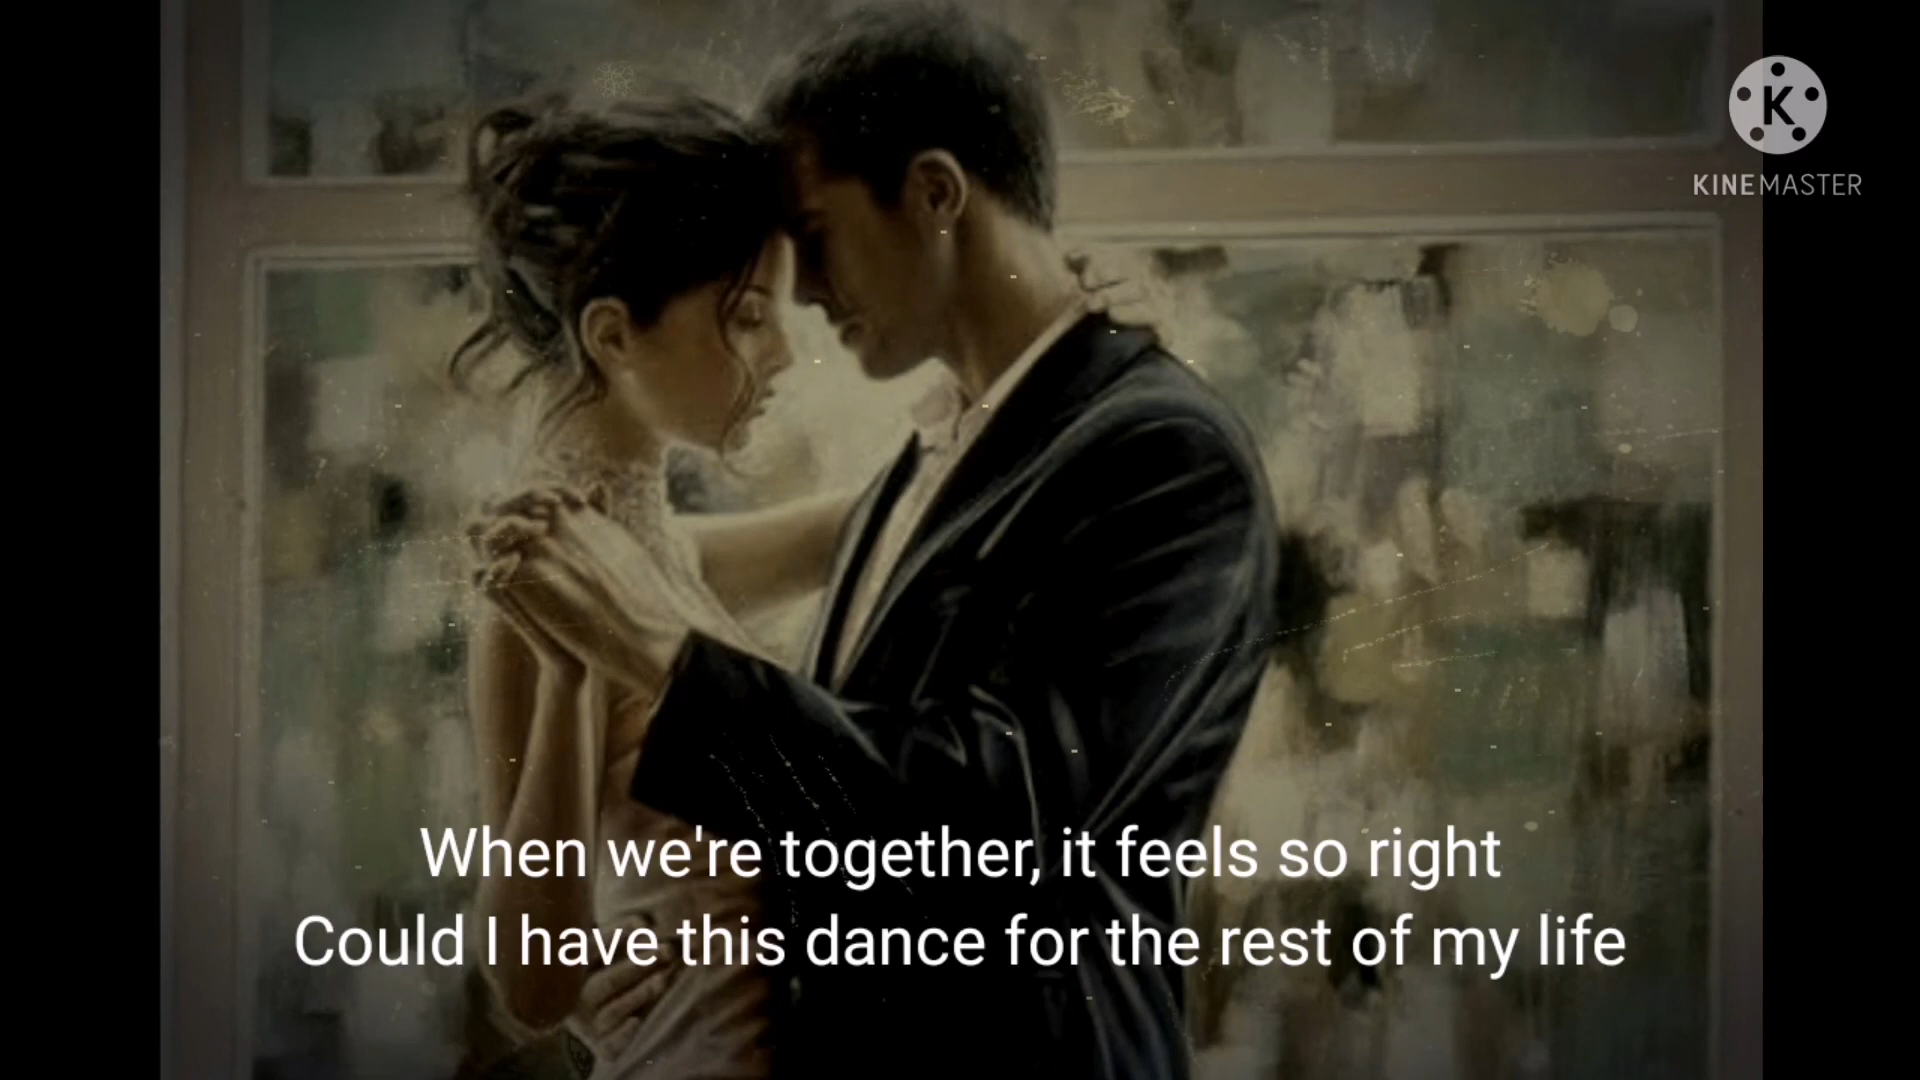 K
KINEMASTER
When we're together, it feels so right
Could I have this dance for the rest of my life